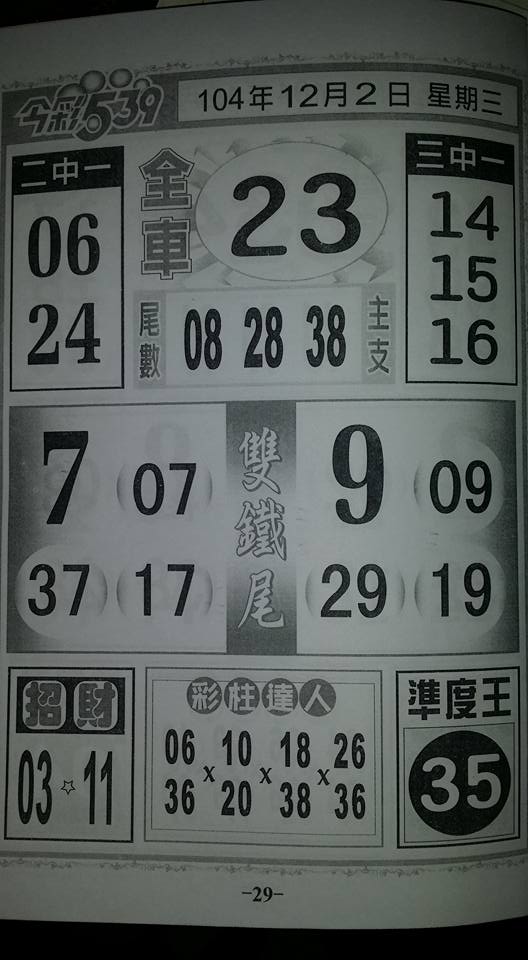 今彩539
104年12月2日 星期三
二中一
06
24
全車
23
尾數
08 28 38
主支
三中一
14
15
16
7 07
37 17
雙鐵尾
9 09
29 19
招財
03☆11
彩柱達人
06 x 10 x 18 x 26
36 20 38 36
準度王
35
-29-